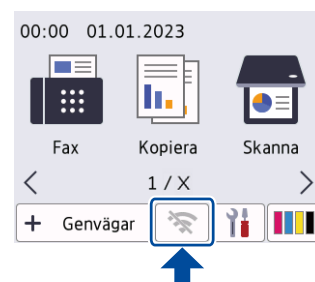 00:00 01.01.2023
Fax Kopiera Skanna
< 1 / X >
+ Genvägar